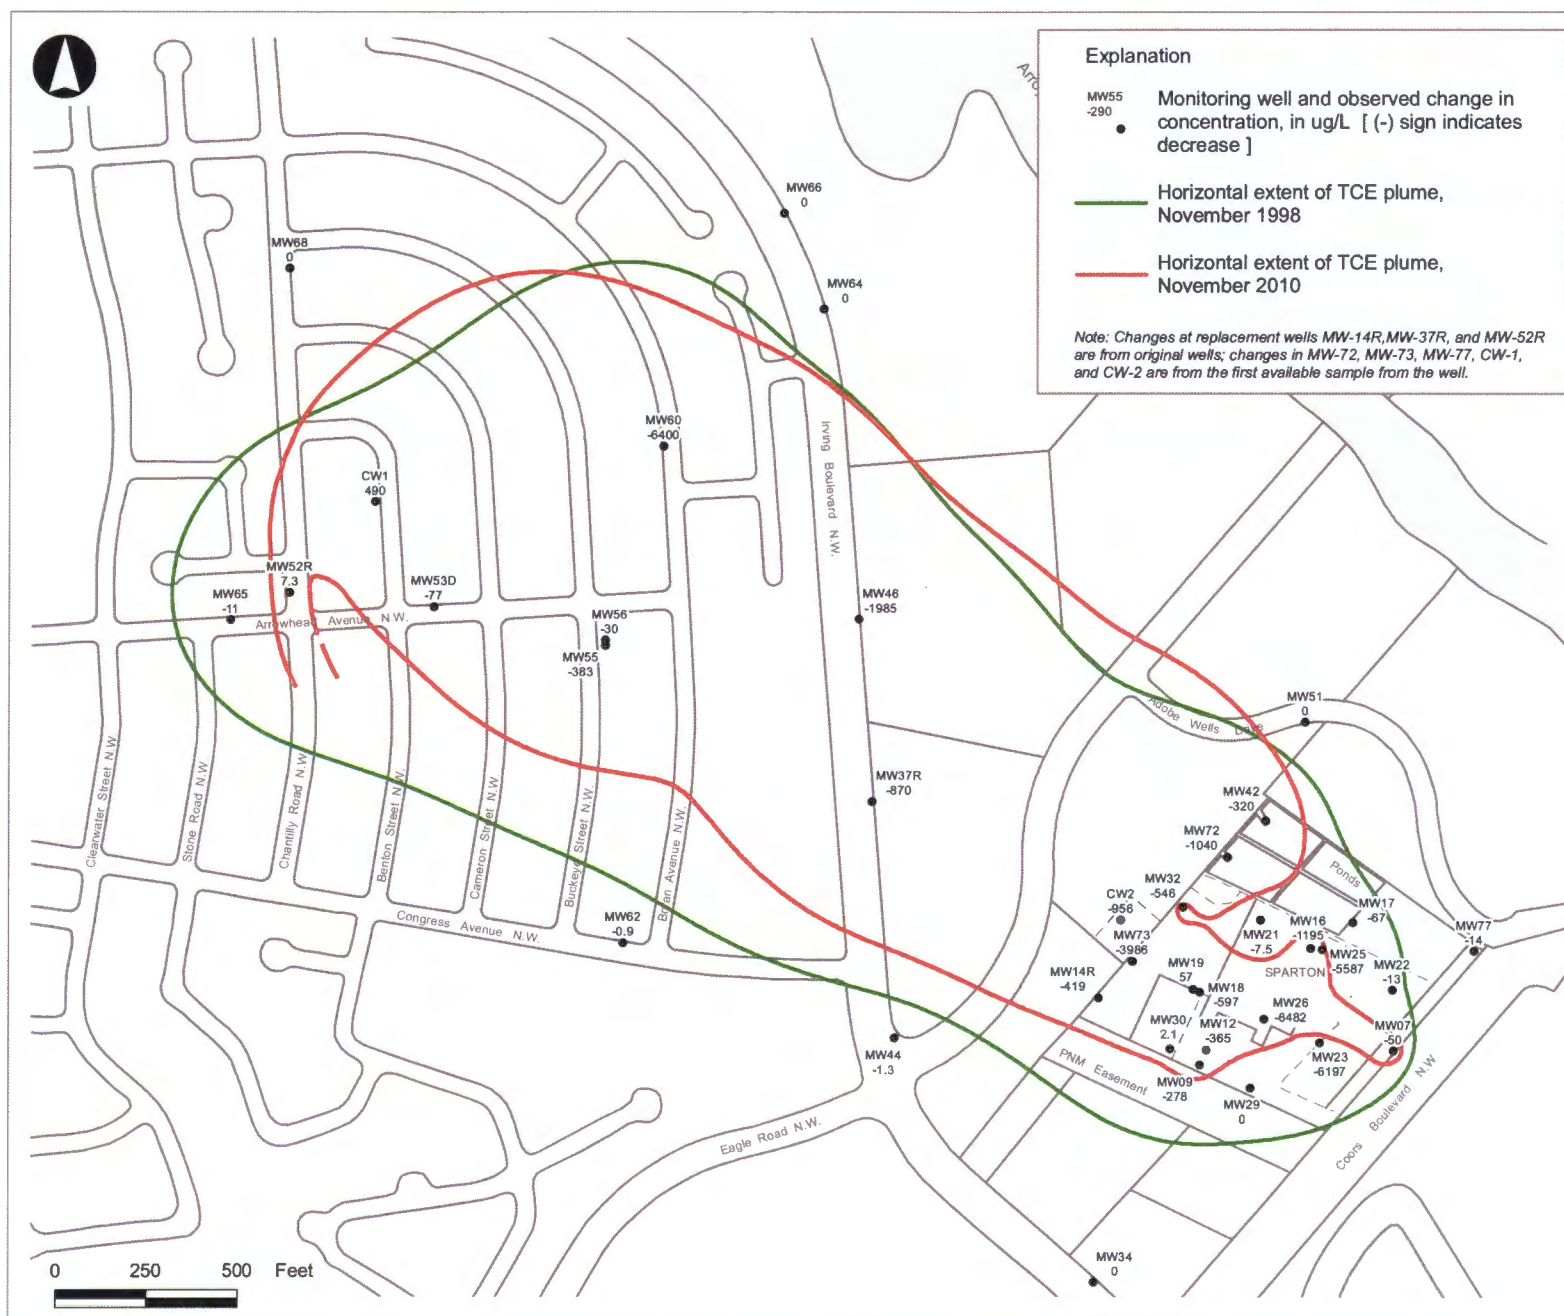 Explanation
MW55
-290
Monitoring well and observed change in
concentration, in ug/L [ (-) sign indicates
decrease ]
Horizontal extent of TCE plume,
November 1998
Horizontal extent of TCE plume,
November 2010
Note: Changes at replacement wells MW-14R,MW-37R, and MW-52R
are from original wells; changes in MW-72, MW-73, MW-77, CW-1,
and CW-2 are from the first available sample from the well.
MW66
0
MW68
0
MW64
0
MW60
-6400
Irving Boulevard N.W.
CW1
490
MW52R
7.3
MW53D
-77
MW65
-11
Arrowhead Avenue N.W.
MW56
-30
MW55
-383
MW46
-1985
MW51
0
Adobe Wells
MW37R
-870
MW42
-320
MW72
-1040
Ponds
MW32
-546
CW2
-956
MW17
-67
MW16
-1195
MW21
-7.5
MW25
-5587
MW77
-14
MW73
-3986
SPARTON
MW14R
-419
MW19
57
MW18
-597
MW22
-13
MW26
-6482
MW30
2.1
MW12
-365
MW07
-50
MW23
-6197
MW09
-278
MW29
0
PNM Easement
Coors Boulevard N.W
Clearwater Street N.W
Stone Road N.W
Chantilly Road N.W
Benton Street N.W.
Cameron Street N.W.
Buckeye Street N.W.
Bryan Avenue N.W.
Congress Avenue N.W.
MW62
-0.9
MW44
-1.3
Eagle Road N.W.
MW34
0
0 250 500 Feet